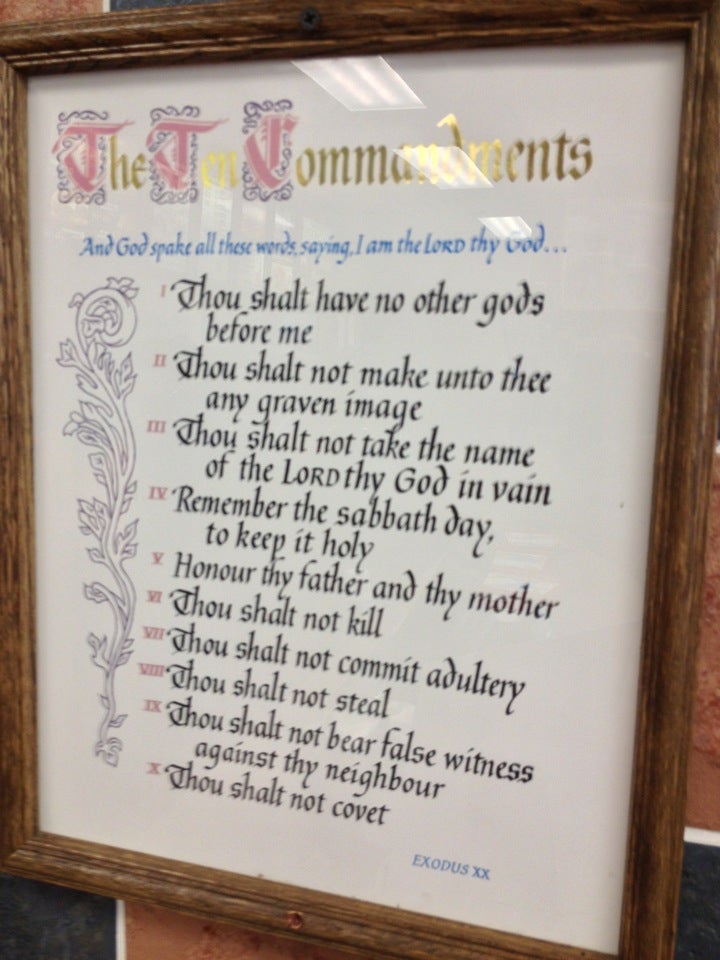 The Ten Commandments
And God spake all these words, saying, I am the LORD thy God...
I Thou shalt have no other gods
before me
II Thou shalt not make unto thee
any graven image
III Thou shalt not take the name
of the LORD thy God in vain
IV Remember the sabbath day,
to keep it holy
V Honour thy father and thy mother
VI Thou shalt not kill
VII Thou shalt not commit adultery
VIII Thou shalt not steal
IX Thou shalt not bear false witness
against thy neighbour
X Thou shalt not covet
EXODUS XX